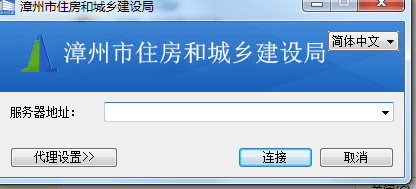 漳州市住房和城乡建设局
简体中文
漳州市住房和城乡建设局
服务器地址：
代理设置>>
连接
取消